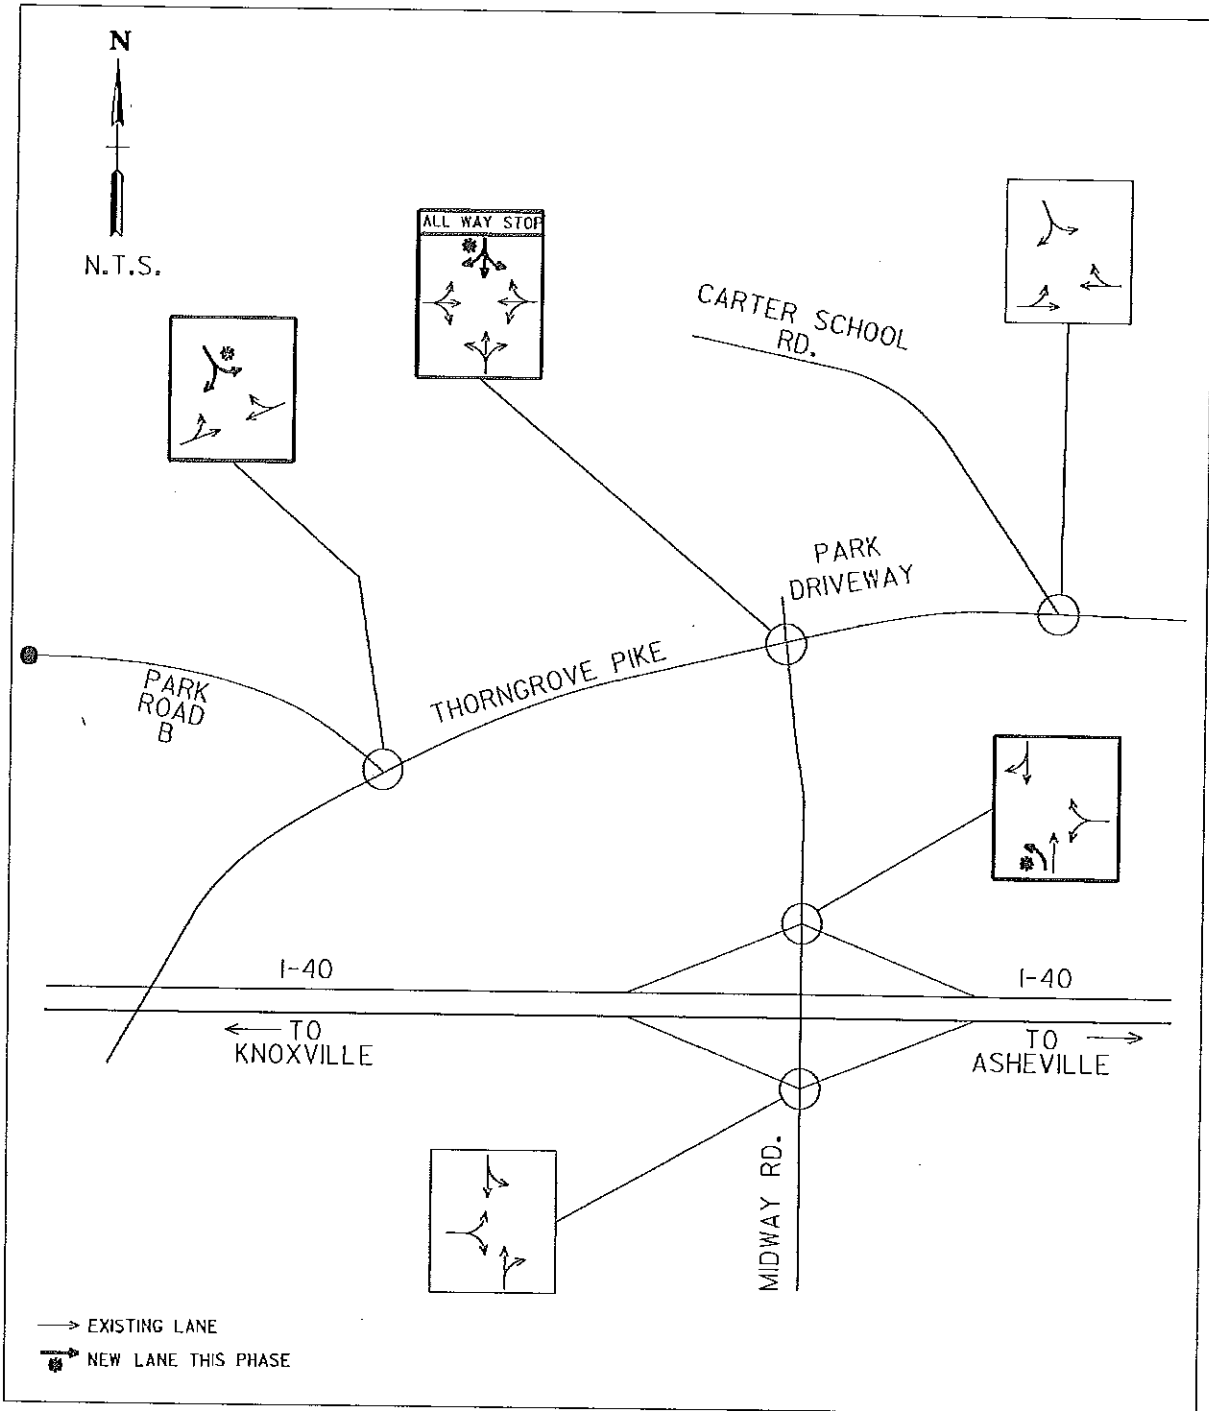 N
N.T.S.
ALL WAY STOP
CARTER SCHOOL
RD.
PARK
DRIVEWAY
THORNGROVE PIKE
PARK
ROAD
B
I-40
I-40
TO
KNOXVILLE
TO
ASHEVILLE
MIDWAY RD.
EXISTING LANE
NEW LANE THIS PHASE